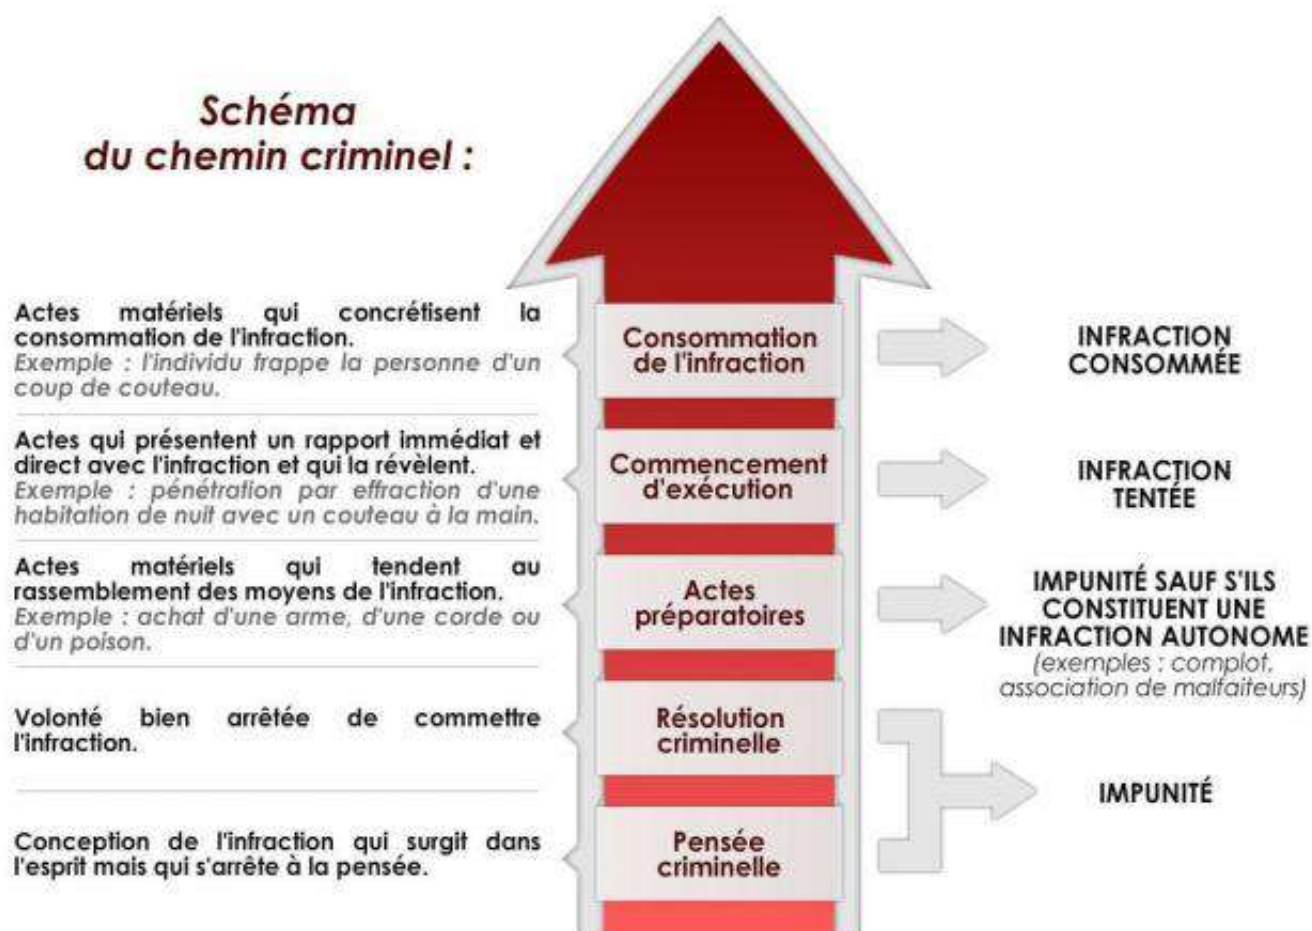 Schéma
du chemin criminel :
Actes matériels qui concrétisent la
consommation de l'infraction.
Exemple : l'individu frappe la personne d'un
coup de couteau.
Consommation
de l'infraction
INFRACTION
CONSOMMÉE
Actes qui présentent un rapport immédiat et
direct avec l'infraction et qui la révèlent.
Exemple : pénétration par effraction d'une
habitation de nuit avec un couteau à la main.
Commencement
d'exécution
INFRACTION
TENTÉE
Actes matériels qui tendent au
rassemblement des moyens de l'infraction.
Exemple : achat d'une arme, d'une corde ou
d'un poison.
Actes
préparatoires
IMPUNITÉ SAUF S'ILS
CONSTITUENT UNE
INFRACTION AUTONOME
(exemples : complot,
association de malfaiteurs)
Volonté bien arrêtée de commettre
l'infraction.
Résolution
criminelle
Conception de l'infraction qui surgit dans
l'esprit mais qui s'arrête à la pensée.
Pensée
criminelle
IMPUNITÉ